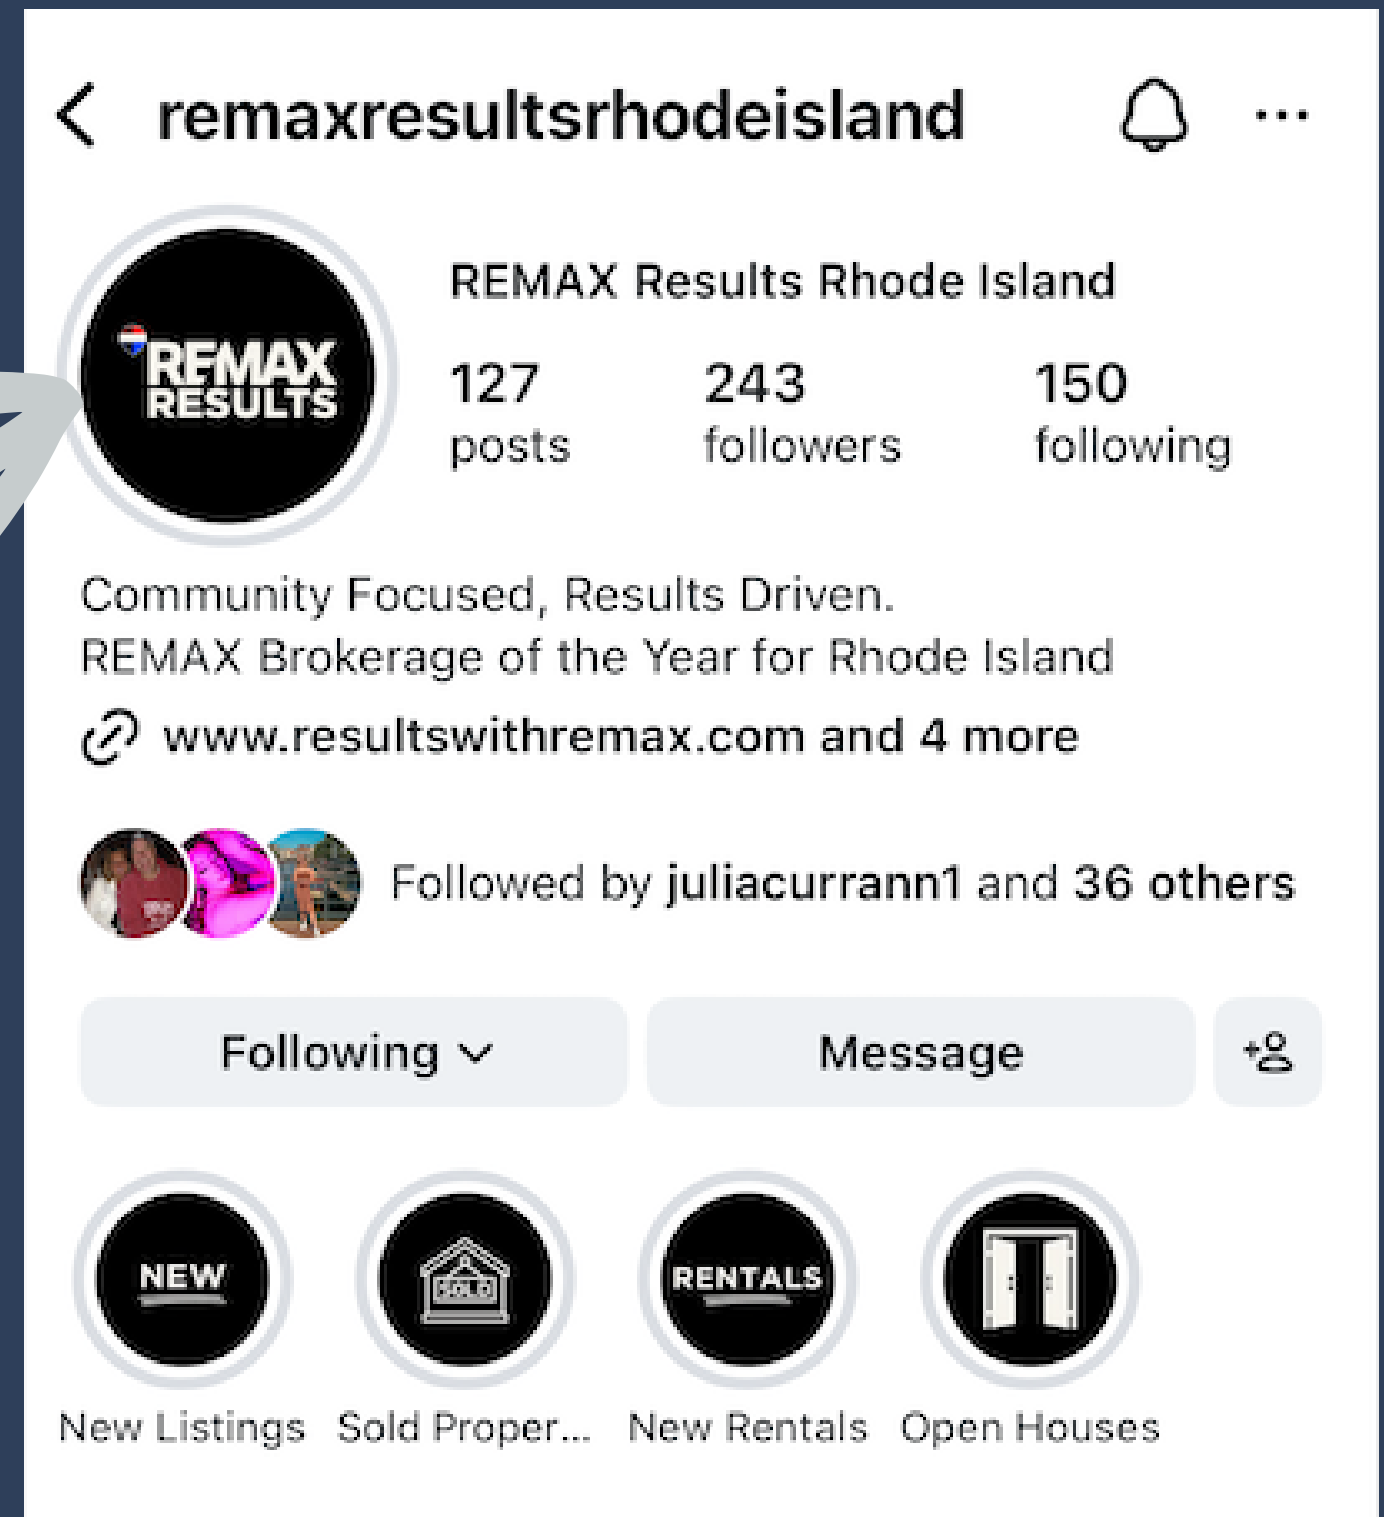 remaxresultsrhodeisland
REMAX
RESULTS
REMAX Results Rhode Island
127 243 150
posts followers following
Community Focused, Results Driven.
REMAX Brokerage of the Year for Rhode Island
www.resultswithremax.com and 4 more
Followed by juliacurrann1 and 36 others
Following Message
NEW SOLD RENTALS
New Listings Sold Proper... New Rentals Open Houses